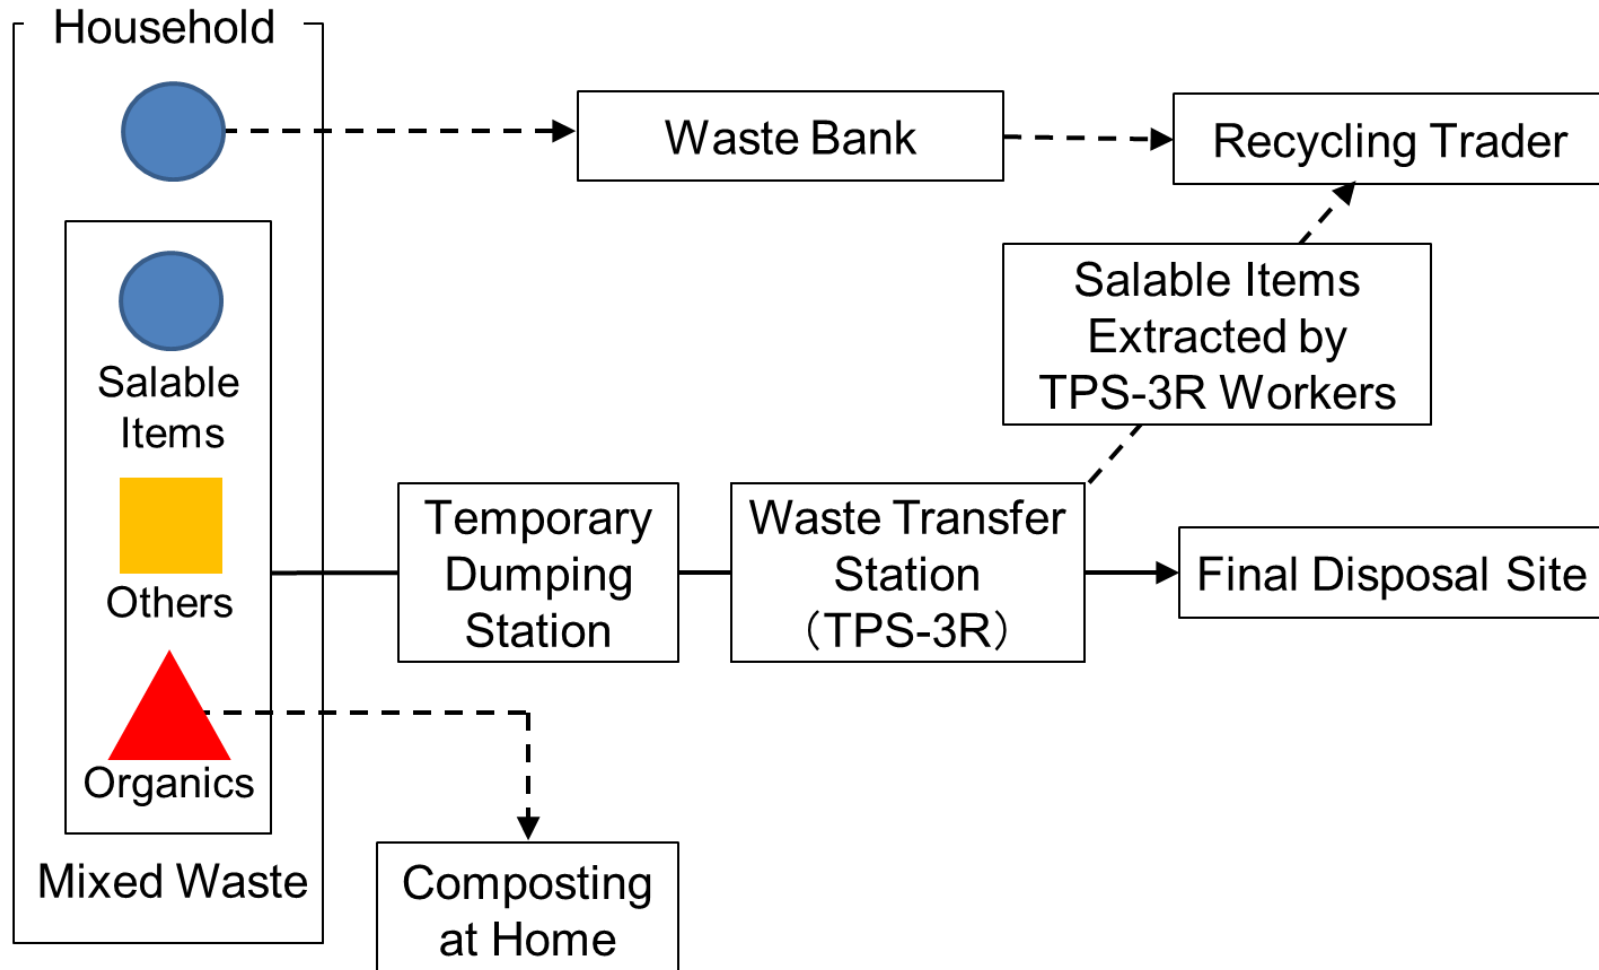 Household
Waste Bank
Recycling Trader
Salable
Items
Others
Organics
Mixed Waste
Salable Items
Extracted by
TPS-3R Workers
Temporary
Dumping
Station
Waste Transfer
Station
（TPS-3R）
Final Disposal Site
Composting
at Home